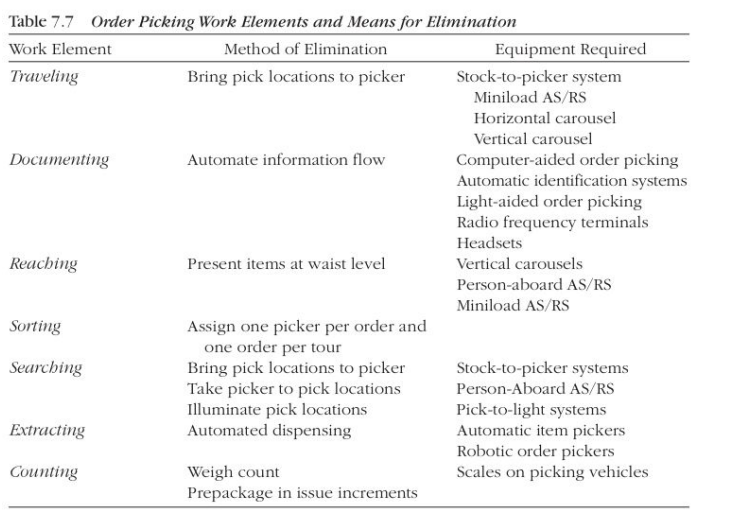 Table 7.7 Order Picking Work Elements and Means for Elimination
Work Element Method of Elimination Equipment Required
Traveling Bring pick locations to picker Stock-to-picker system
Miniload AS/RS
Horizontal carousel
Vertical carousel
Documenting Automate information flow Computer-aided order picking
Automatic identification systems
Light-aided order picking
Radio frequency terminals
Headsets
Reaching Present items at waist level Vertical carousels
Person-aboard AS/RS
Miniload AS/RS
Sorting Assign one picker per order and
one order per tour
Searching Bring pick locations to picker Stock-to-picker systems
Take picker to pick locations Person-Aboard AS/RS
Illuminate pick locations Pick-to-light systems
Extracting Automated dispensing Automatic item pickers
Robotic order pickers
Counting Weigh count Scales on picking vehicles
Prepackage in issue increments